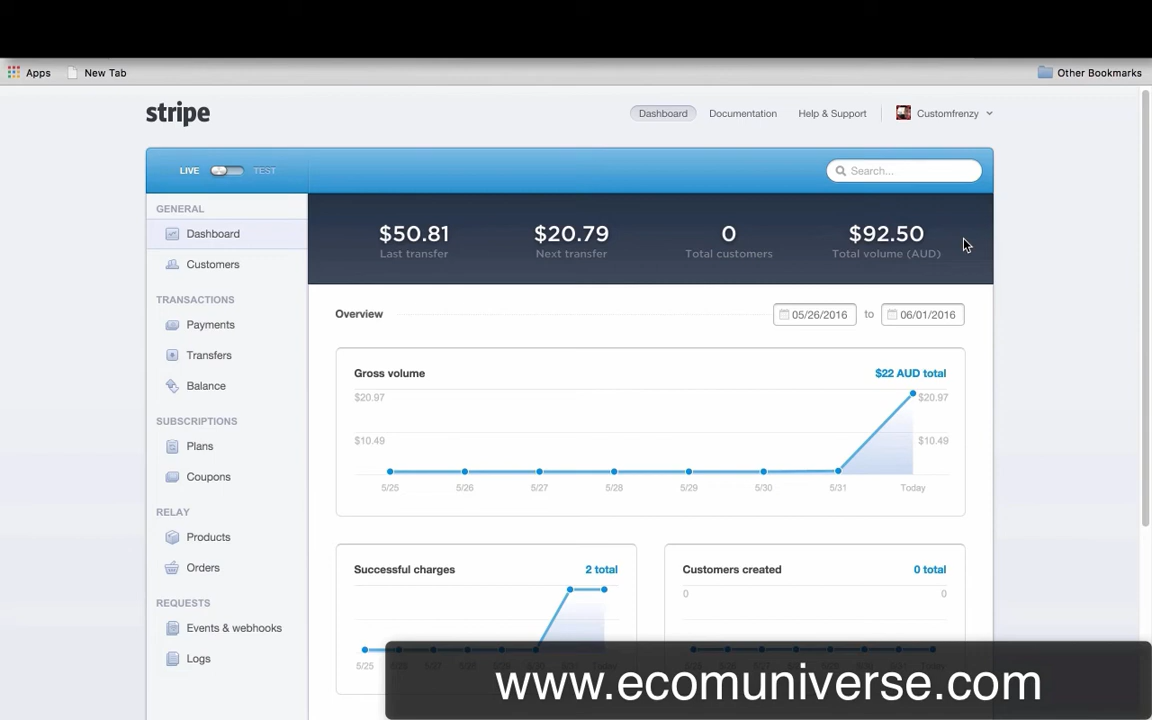 Apps
New Tab
Other Bookmarks
stripe
Dashboard
Documentation
Help & Support
Customfrenzy
LIVE
TEST
Search...
GENERAL
Dashboard
Customers
TRANSACTIONS
Payments
Transfers
Balance
SUBSCRIPTIONS
Plans
Coupons
RELAY
Products
Orders
REQUESTS
Events & webhooks
Logs
$50.81
Last transfer
$20.79
Next transfer
0
Total customers
$92.50
Total volume (AUD)
Overview
05/26/2016 to 06/01/2016
Gross volume
$22 AUD total
$20.97
$20.97
$10.49
$10.49
5/25 5/26 5/27 5/28 5/29 5/30 5/31 Today
Successful charges
2 total
5/25
Customers created
0 total
0
0
www.ecomuniverse.com